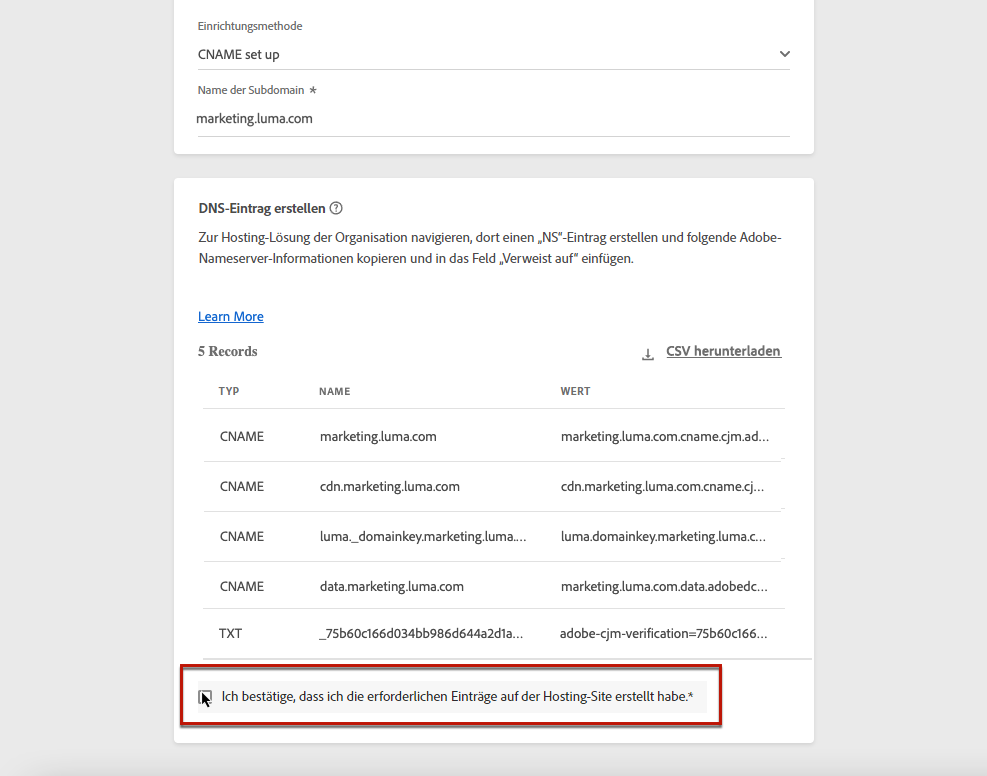 Einrichtungsmethode
CNAME set up
Name der Subdomain *
marketing.luma.com
DNS-Eintrag erstellen
Zur Hosting-Lösung der Organisation navigieren, dort einen „NS“-Eintrag erstellen und folgende Adobe-
Nameserver-Informationen kopieren und in das Feld „Verweist auf“ einfügen.
Learn More
5 Records CSV herunterladen
TYP NAME WERT
CNAME marketing.luma.com marketing.luma.com.cname.cjm.ad...
CNAME cdn.marketing.luma.com cdn.marketing.luma.com.cname.cj...
CNAME luma._domainkey.marketing.luma.... luma.domainkey.marketing.luma.c...
CNAME data.marketing.luma.com marketing.luma.com.data.adobedc...
TXT _75b60c166d034bb986d644a2d1a... adobe-cjm-verification=75b60c166...
Ich bestätige, dass ich die erforderlichen Einträge auf der Hosting-Site erstellt habe.*